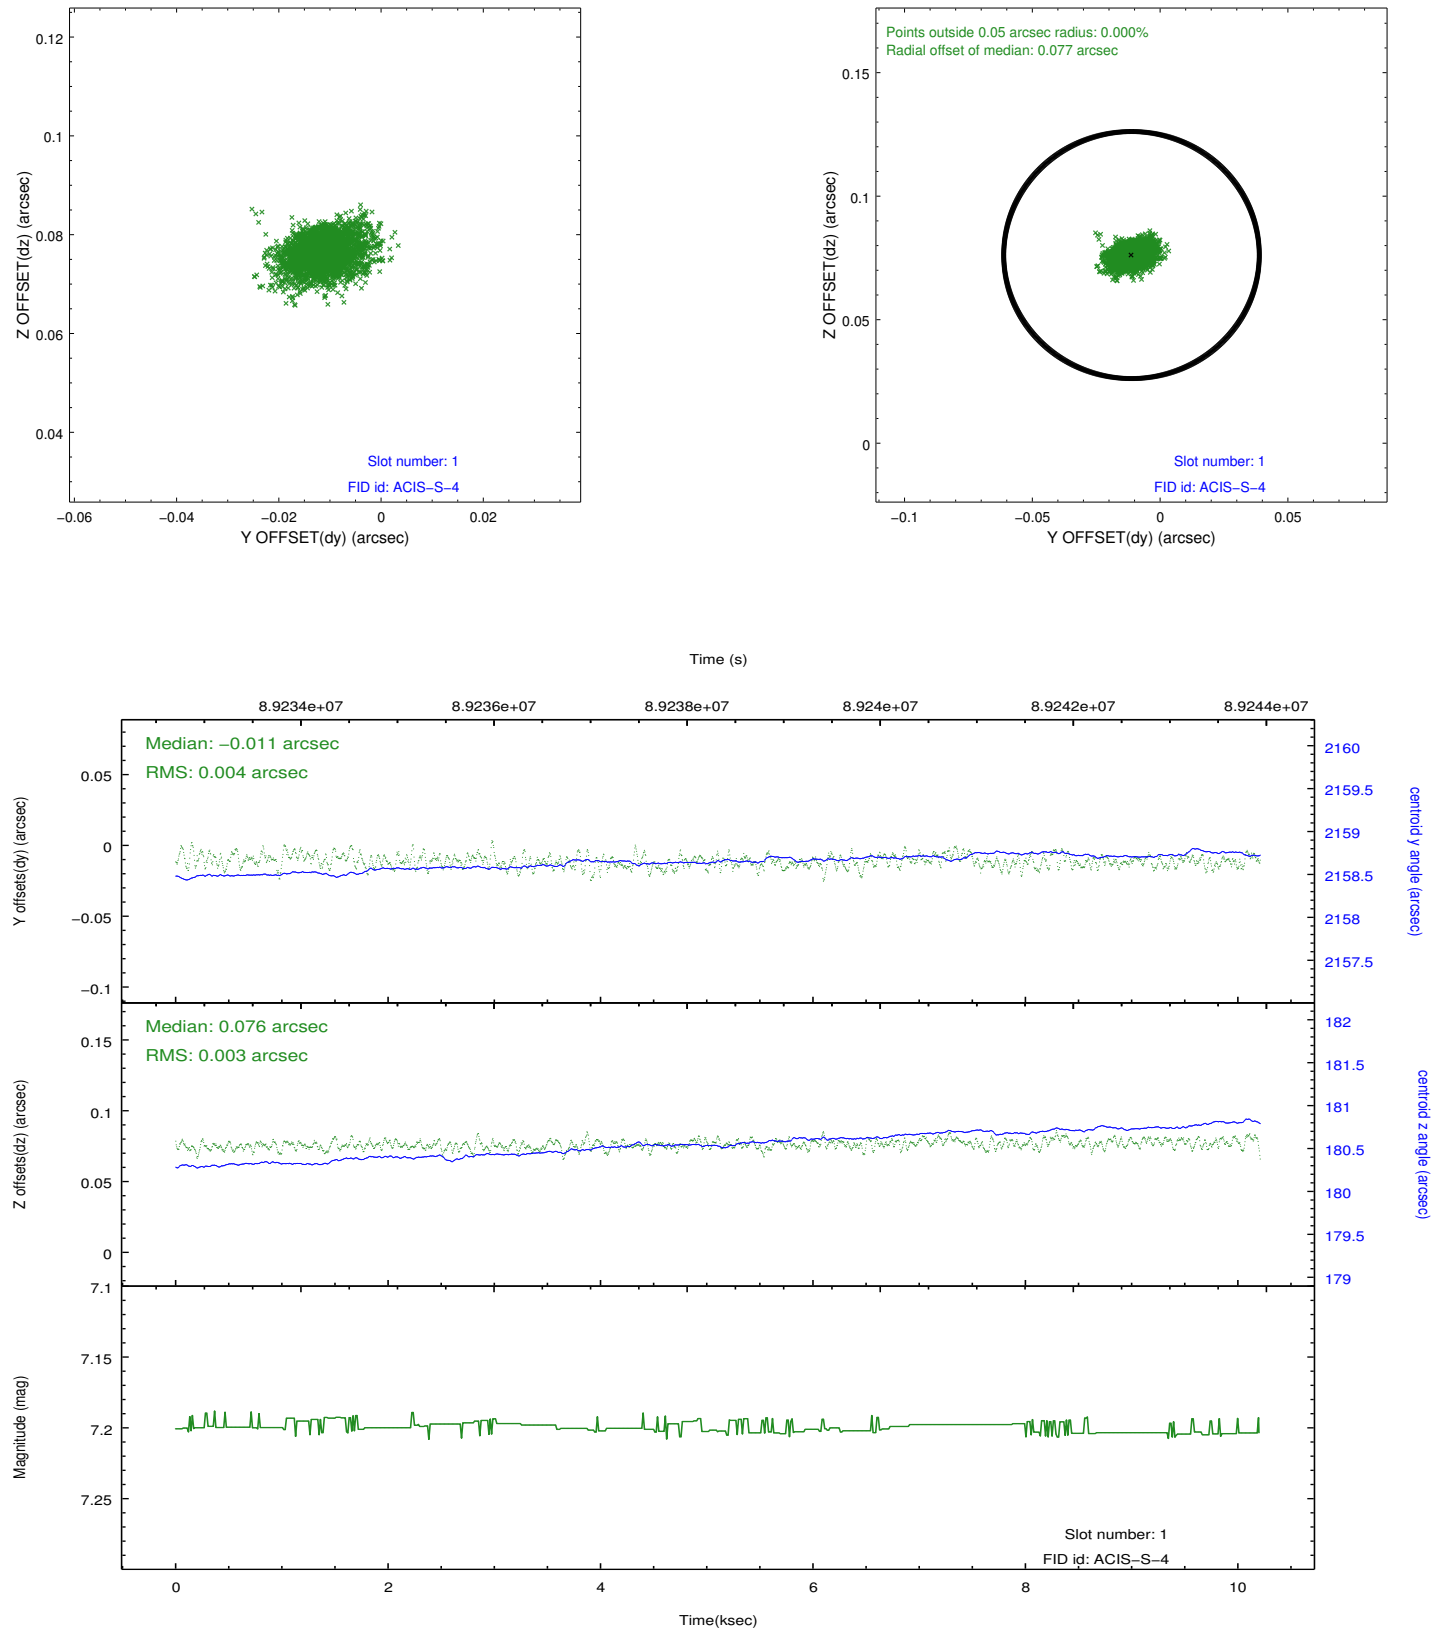 0.12
0.1
0.08
0.06
0.04
Z OFFSET(dz) (arcsec)
Slot number: 1
FID id: ACIS−S−4
−0.06
−0.04
−0.02
0
0.02
Y OFFSET(dy) (arcsec)
Points outside 0.05 arcsec radius: 0.000%
Radial offset of median: 0.077 arcsec
0.15
0.1
0.05
0
Z OFFSET(dz) (arcsec)
Slot number: 1
FID id: ACIS−S−4
−0.1
−0.05
0
0.05
Y OFFSET(dy) (arcsec)
Time (s)
8.9234e+07
8.9236e+07
8.9238e+07
8.924e+07
8.9242e+07
8.9244e+07
Median: −0.011 arcsec
RMS: 0.004 arcsec
0.05
0
−0.05
−0.1
Y offsets(dy) (arcsec)
2160
2159.5
2159
2158.5
2158
2157.5
centroid y angle (arcsec)
Median: 0.076 arcsec
RMS: 0.003 arcsec
0.15
0.1
0.05
0
Z offsets(dz) (arcsec)
182
181.5
181
180.5
180
179.5
179
centroid z angle (arcsec)
7.1
7.15
7.2
7.25
Magnitude (mag)
Slot number: 1
FID id: ACIS−S−4
0
2
4
6
8
10
Time(ksec)